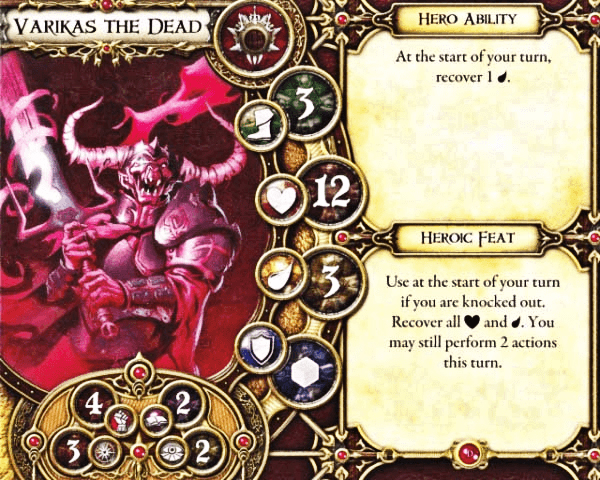 Varikas the Dead
3
12
3
4
2
3
2
Hero Ability
At the start of your turn,
recover 1 .
Heroic Feat
Use at the start of your turn
if you are knocked out.
Recover all and . You
may still perform 2 actions
this turn.